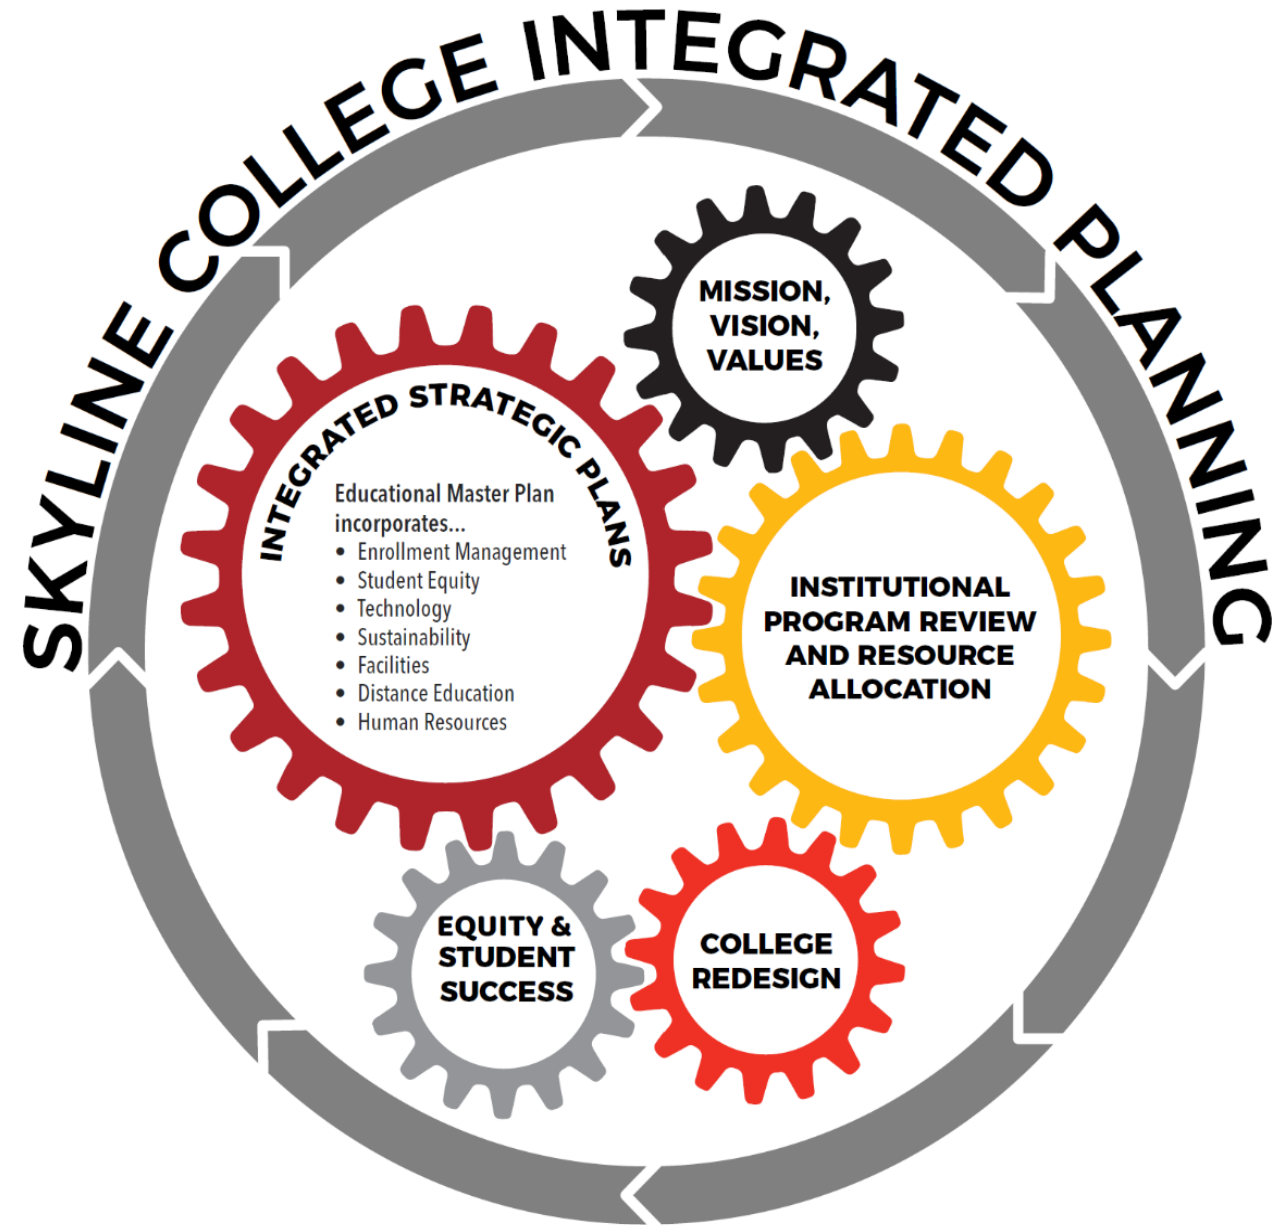 SKYLINE COLLEGE INTEGRATED PLANNING
MISSION,
VISION,
VALUES
INTEGRATED STRATEGIC PLANS
Educational Master Plan
incorporates...
• Enrollment Management
• Student Equity
• Technology
• Sustainability
• Facilities
• Distance Education
• Human Resources
INSTITUTIONAL
PROGRAM REVIEW
AND RESOURCE
ALLOCATION
EQUITY &
STUDENT
SUCCESS
COLLEGE
REDESIGN